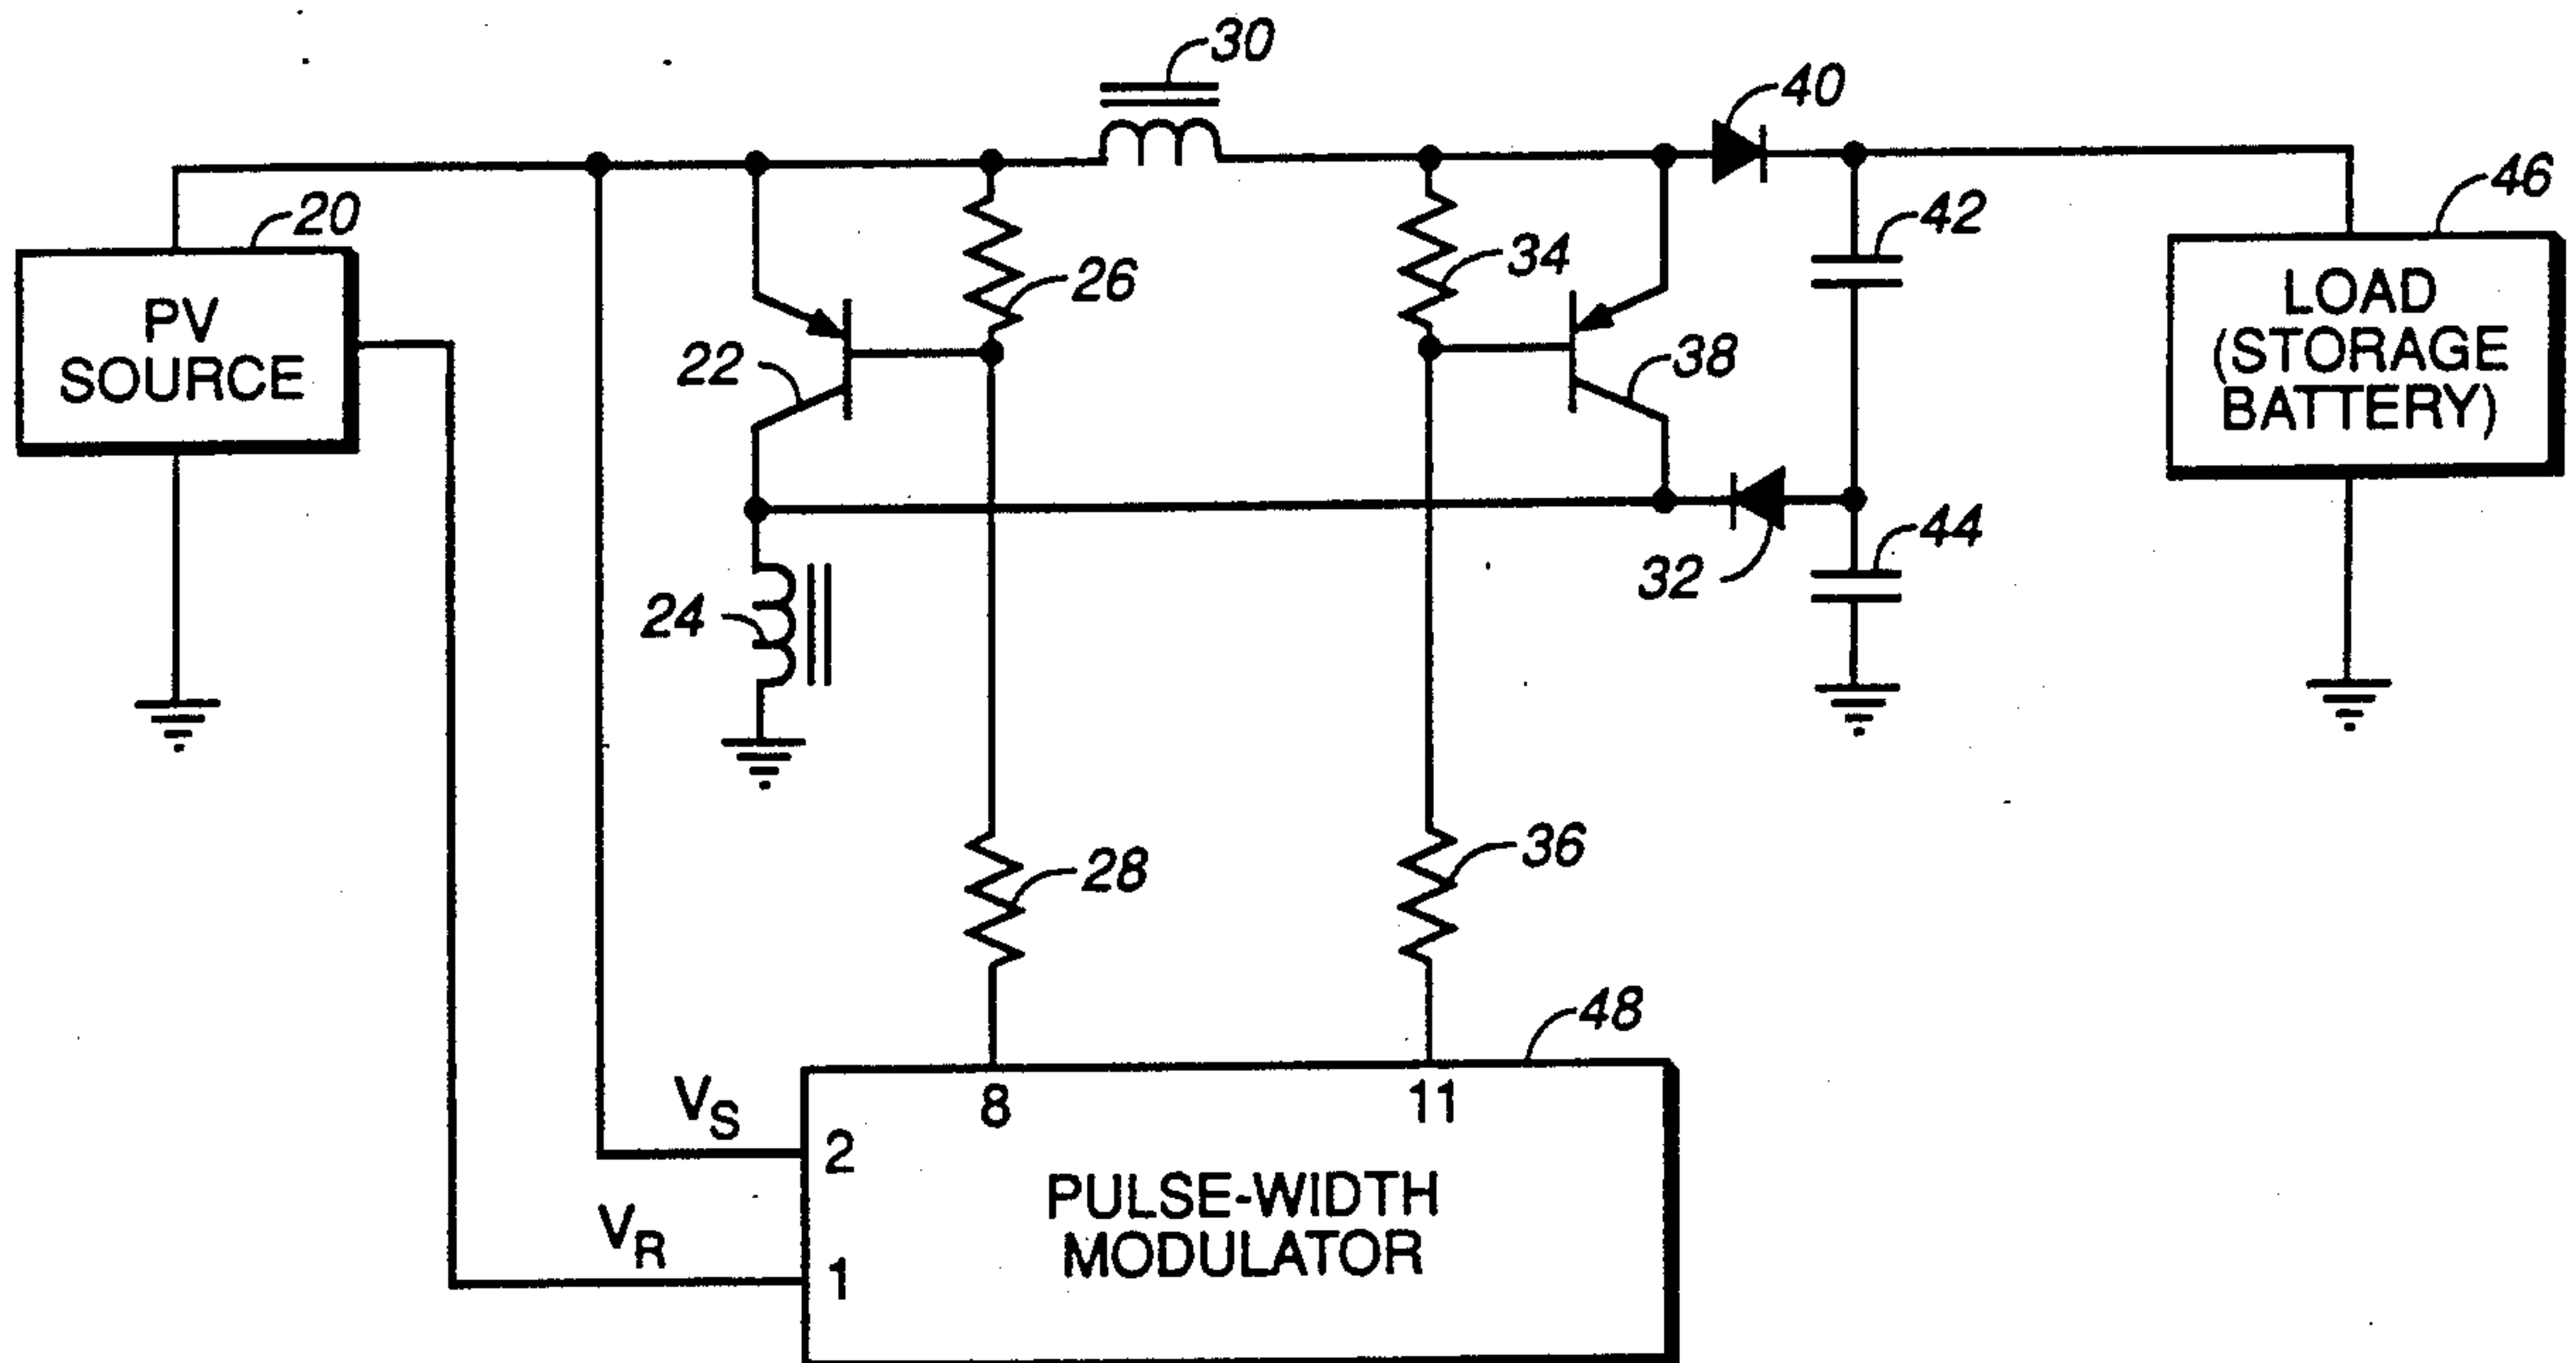 30
40
20
PV
SOURCE
26
34
42
46
LOAD
(STORAGE
BATTERY)
22
38
24
32
44
28
36
48
8
11
VS
2
VR
1
PULSE-WIDTH
MODULATOR